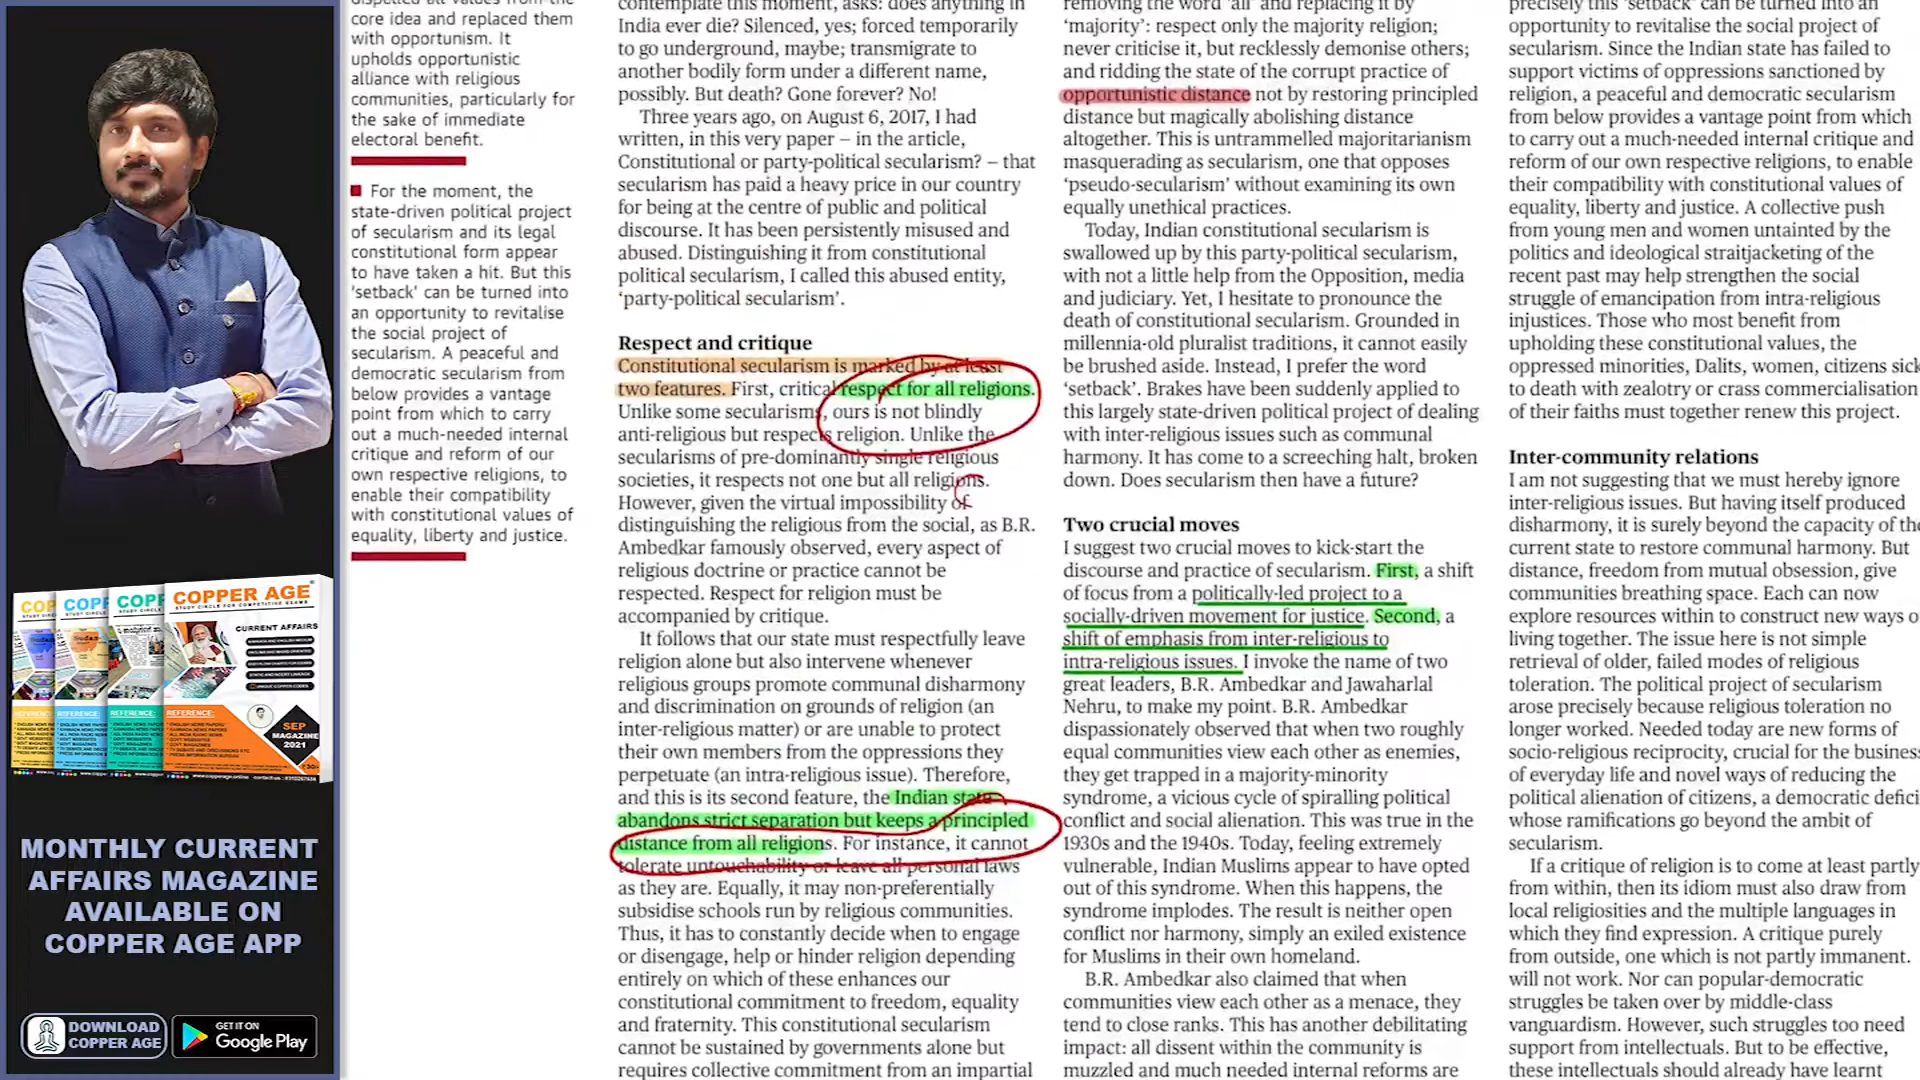 COPPER AGE
STUDY CIRCLE FOR COMPETITIVE EXAMS
CURRENT AFFAIRS
REFERENCE:
SEP
MAGAZINE
2021
MONTHLY CURRENT
AFFAIRS MAGAZINE
AVAILABLE ON
COPPER AGE APP
DOWNLOAD
COPPER AGE
GET IT ON
Google Play
core idea and replaced them
with opportunism. It
upholds opportunistic
alliance with religious
communities, particularly for
the sake of immediate
electoral benefit.
For the moment, the
state-driven political project
of secularism and its legal
constitutional form appear
to have taken a hit. But this
'setback' can be turned into
an opportunity to revitalise
the social project of
secularism. A peaceful and
democratic secularism from
below provides a vantage
point from which to carry
out a much-needed internal
critique and reform of our
own respective religions, to
enable their compatibility
with constitutional values of
equality, liberty and justice.
contemplate this moment, asks: does anything in
India ever die? Silenced, yes; forced temporarily
to go underground, maybe; transmigrate to
another bodily form under a different name,
possibly. But death? Gone forever? No!
Three years ago, on August 6, 2017, I had
written, in this very paper – in the article,
Constitutional or party-political secularism? – that
secularism has paid a heavy price in our country
for being at the centre of public and political
discourse. It has been persistently misused and
abused. Distinguishing it from constitutional
political secularism, I called this abused entity,
‘party-political secularism’.
Respect and critique
Constitutional secularism is marked by at least
two features. First, critical respect for all religions.
Unlike some secularisms, ours is not blindly
anti-religious but respects religion. Unlike the
secularisms of pre-dominantly single religious
societies, it respects not one but all religions.
However, given the virtual impossibility of
distinguishing the religious from the social, as B.R.
Ambedkar famously observed, every aspect of
religious doctrine or practice cannot be
respected. Respect for religion must be
accompanied by critique.
It follows that our state must respectfully leave
religion alone but also intervene whenever
religious groups promote communal disharmony
and discrimination on grounds of religion (an
inter-religious matter) or are unable to protect
their own members from the oppressions they
perpetuate (an intra-religious issue). Therefore,
and this is its second feature, the Indian state
abandons strict separation but keeps a principled
distance from all religions. For instance, it cannot
tolerate untouchability or leave all personal laws
as they are. Equally, it may non-preferentially
subsidise schools run by religious communities.
Thus, it has to constantly decide when to engage
or disengage, help or hinder religion depending
entirely on which of these enhances our
constitutional commitment to freedom, equality
and fraternity. This constitutional secularism
cannot be sustained by governments alone but
requires collective commitment from an impartial
removing the word ‘all’ and replacing it by
‘majority’: respect only the majority religion;
never criticise it, but recklessly demonise others;
and ridding the state of the corrupt practice of
opportunistic distance not by restoring principled
distance but magically abolishing distance
altogether. This is untrammelled majoritarianism
masquerading as secularism, one that opposes
‘pseudo-secularism’ without examining its own
equally unethical practices.
Today, Indian constitutional secularism is
swallowed up by this party-political secularism,
with not a little help from the Opposition, media
and judiciary. Yet, I hesitate to pronounce the
death of constitutional secularism. Grounded in
millennia-old pluralist traditions, it cannot easily
be brushed aside. Instead, I prefer the word
‘setback’. Brakes have been suddenly applied to
this largely state-driven political project of dealing
with inter-religious issues such as communal
harmony. It has come to a screeching halt, broken
down. Does secularism then have a future?
Two crucial moves
I suggest two crucial moves to kick-start the
discourse and practice of secularism. First, a shift
of focus from a politically-led project to a
socially-driven movement for justice. Second, a
shift of emphasis from inter-religious to
intra-religious issues. I invoke the name of two
great leaders, B.R. Ambedkar and Jawaharlal
Nehru, to make my point. B.R. Ambedkar
dispassionately observed that when two roughly
equal communities view each other as enemies,
they get trapped in a majority-minority
syndrome, a vicious cycle of spiralling political
conflict and social alienation. This was true in the
1930s and the 1940s. Today, feeling extremely
vulnerable, Indian Muslims appear to have opted
out of this syndrome. When this happens, the
syndrome implodes. The result is neither open
conflict nor harmony, simply an exiled existence
for Muslims in their own homeland.
B.R. Ambedkar also claimed that when
communities view each other as a menace, they
tend to close ranks. This has another debilitating
impact: all dissent within the community is
muzzled and much needed internal reforms are
precisely this ‘setback’ can be turned into an
opportunity to revitalise the social project of
secularism. Since the Indian state has failed to
support victims of oppressions sanctioned by
religion, a peaceful and democratic secularism
from below provides a vantage point from which
to carry out a much-needed internal critique and
reform of our own respective religions, to enable
their compatibility with constitutional values of
equality, liberty and justice. A collective push
from young men and women untainted by the
politics and ideological straitjacketing of the
recent past may help strengthen the social
struggle of emancipation from intra-religious
injustices. Those who most benefit from
upholding these constitutional values, the
oppressed minorities, Dalits, women, citizens sick
to death with zealotry or crass commercialisation
of their faiths must together renew this project.
Inter-community relations
I am not suggesting that we must hereby ignore
inter-religious issues. But having itself produced
disharmony, it is surely beyond the capacity of the
current state to restore communal harmony. But
distance, freedom from mutual obsession, give
communities breathing space. Each can now
explore resources within to construct new ways o
living together. The issue here is not simple
retrieval of older, failed modes of religious
toleration. The political project of secularism
arose precisely because religious toleration no
longer worked. Needed today are new forms of
socio-religious reciprocity, crucial for the business
of everyday life and novel ways of reducing the
political alienation of citizens, a democratic defici
whose ramifications go beyond the ambit of
secularism.
If a critique of religion is to come at least partly
from within, then its idiom must also draw from
local religiosities and the multiple languages in
which they find expression. A critique purely
from outside, one which is not partly immanent.
will not work. Nor can popular-democratic
struggles be taken over by middle-class
vanguardism. However, such struggles too need
support from intellectuals. But to be effective,
these intellectuals should already have learnt